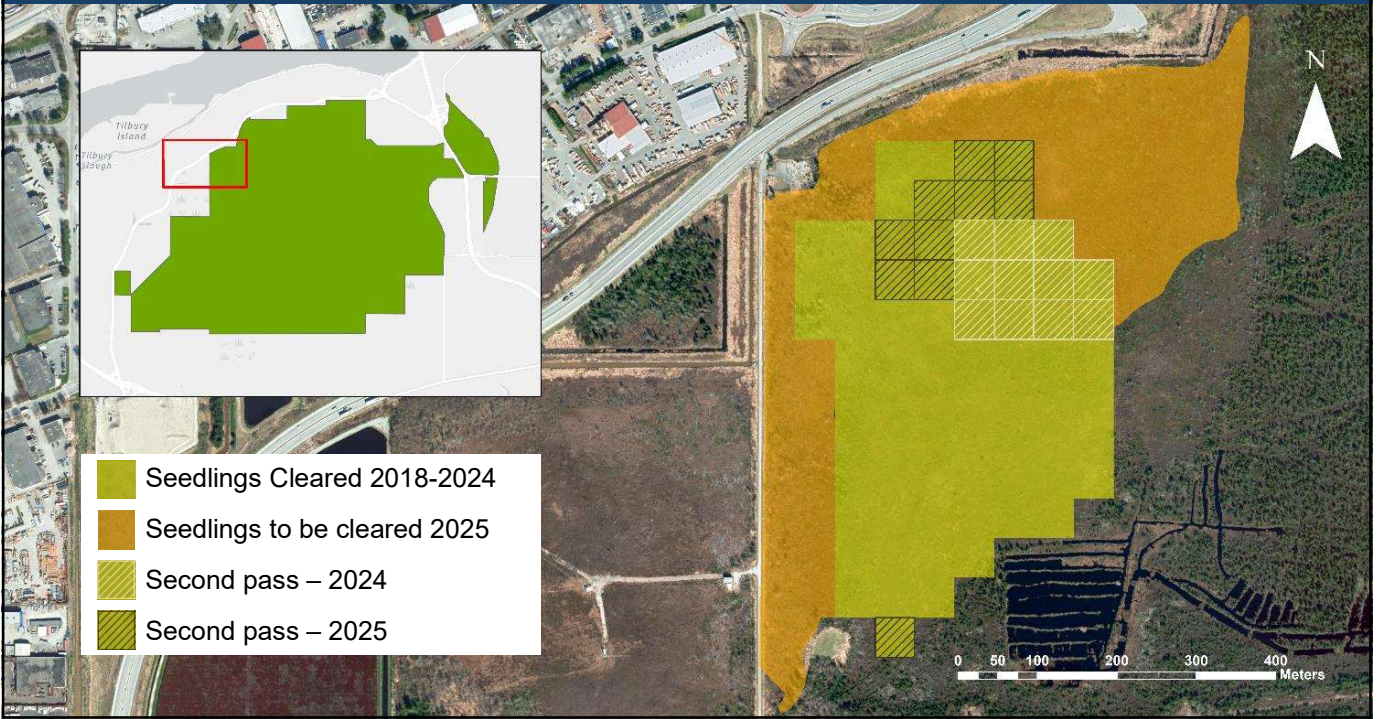 Tilbury
Island
Tilbury
Slough
N
Seedlings Cleared 2018-2024
Seedlings to be cleared 2025
Second pass – 2024
Second pass – 2025
0 50 100 200 300 400
Meters